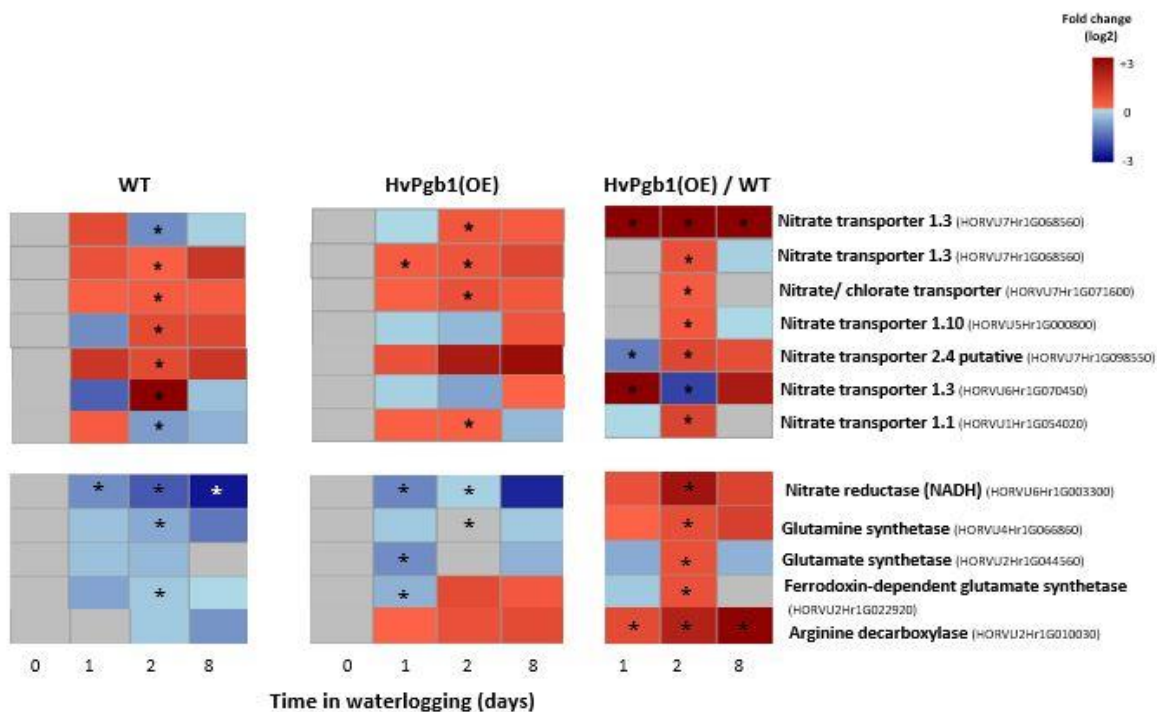 Fold change
(log2)
+3
0
-3
WT
HvPgb1(OE)
HvPgb1(OE) / WT
* * * * Nitrate transporter 1.3 (HORVU7Hr1G068560)
* * * * Nitrate transporter 1.3 (HORVU7Hr1G068560)
* * * Nitrate/ chlorate transporter (HORVU7Hr1G071600)
* * Nitrate transporter 1.10 (HORVU5Hr1G000800)
* * * Nitrate transporter 2.4 putative (HORVU7Hr1G098550)
* * * Nitrate transporter 1.3 (HORVU6Hr1G070450)
* * * Nitrate transporter 1.1 (HORVU1Hr1G054020)
* * * * * * Nitrate reductase (NADH) (HORVU6Hr1G003300)
* * * Glutamine synthetase (HORVU4Hr1G066860)
* * Glutamate synthetase (HORVU2Hr1G044560)
* * * Ferrodoxin-dependent glutamate synthetase
(HORVU2Hr1G022920)
* * * Arginine decarboxylase (HORVU2Hr1G010030)
0 1 2 8 0 1 2 8 1 2 8
Time in waterlogging (days)